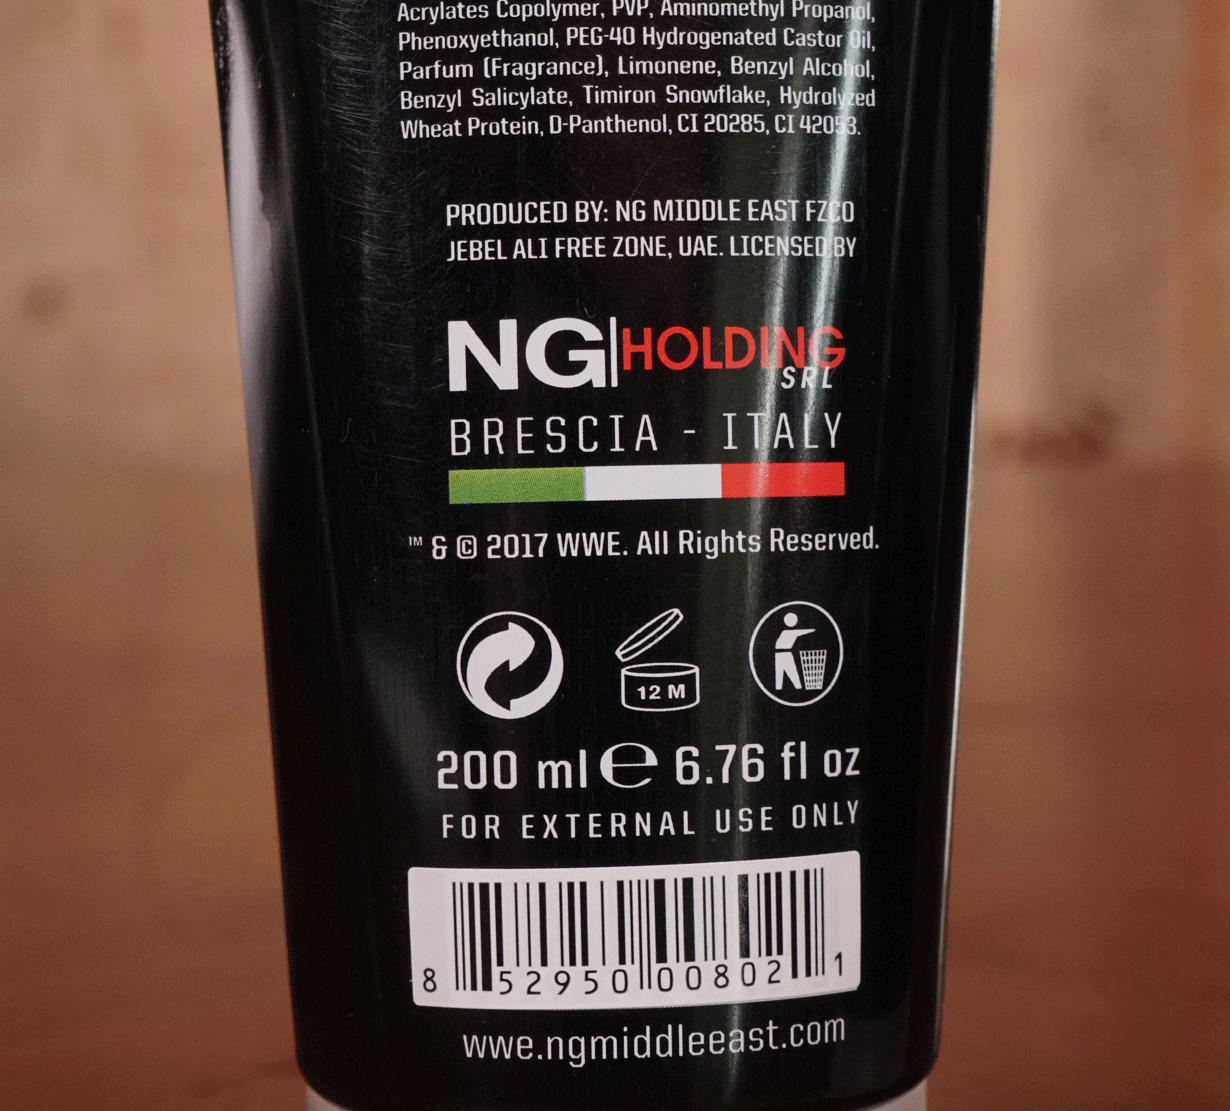 Acrylates Copolymer, PVP, Aminomethyl Propanol,
Phenoxyethanol, PEG-40 Hydrogenated Castor Oil,
Parfum (Fragrance), Limonene, Benzyl Alcohol,
Benzyl Salicylate, Timiron Snowflake, Hydrolyzed
Wheat Protein, D-Panthenol, CI 20285, CI 42053.
PRODUCED BY: NG MIDDLE EAST FZCO
JEBEL ALI FREE ZONE, UAE. LICENSED BY
NG|HOLDING
SRL
BRESCIA - ITALY
™ & © 2017 WWE. All Rights Reserved.
12 M
200 ml ℮ 6.76 fl oz
FOR EXTERNAL USE ONLY
8 52950 00802 1
www.ngmiddleeast.com